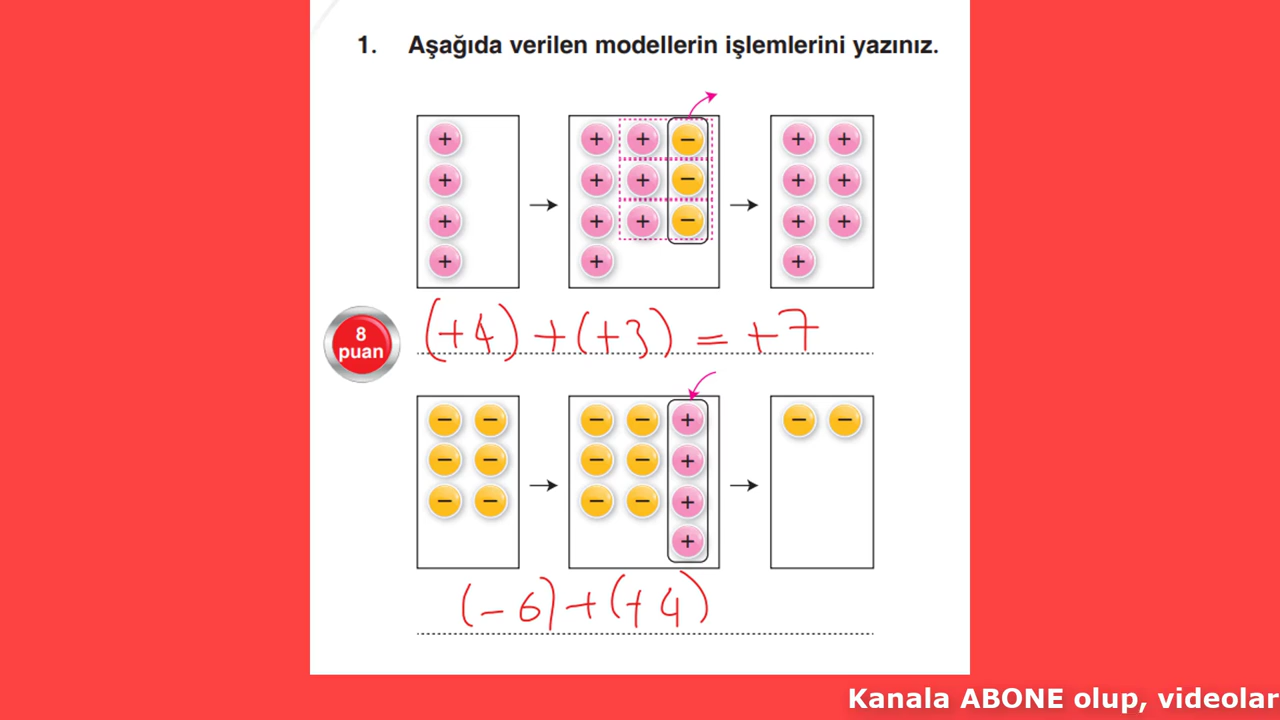 1. Aşağıda verilen modellerin işlemlerini yazınız.
+ + + - + +
+ + + - + +
+ + + - + +
+ + +
8
puan
(+4) + (+3) = +7
- - - - + - -
- - - - +
- - - - +
+
(-6) + (+4)
Kanala ABONE olup, videolar